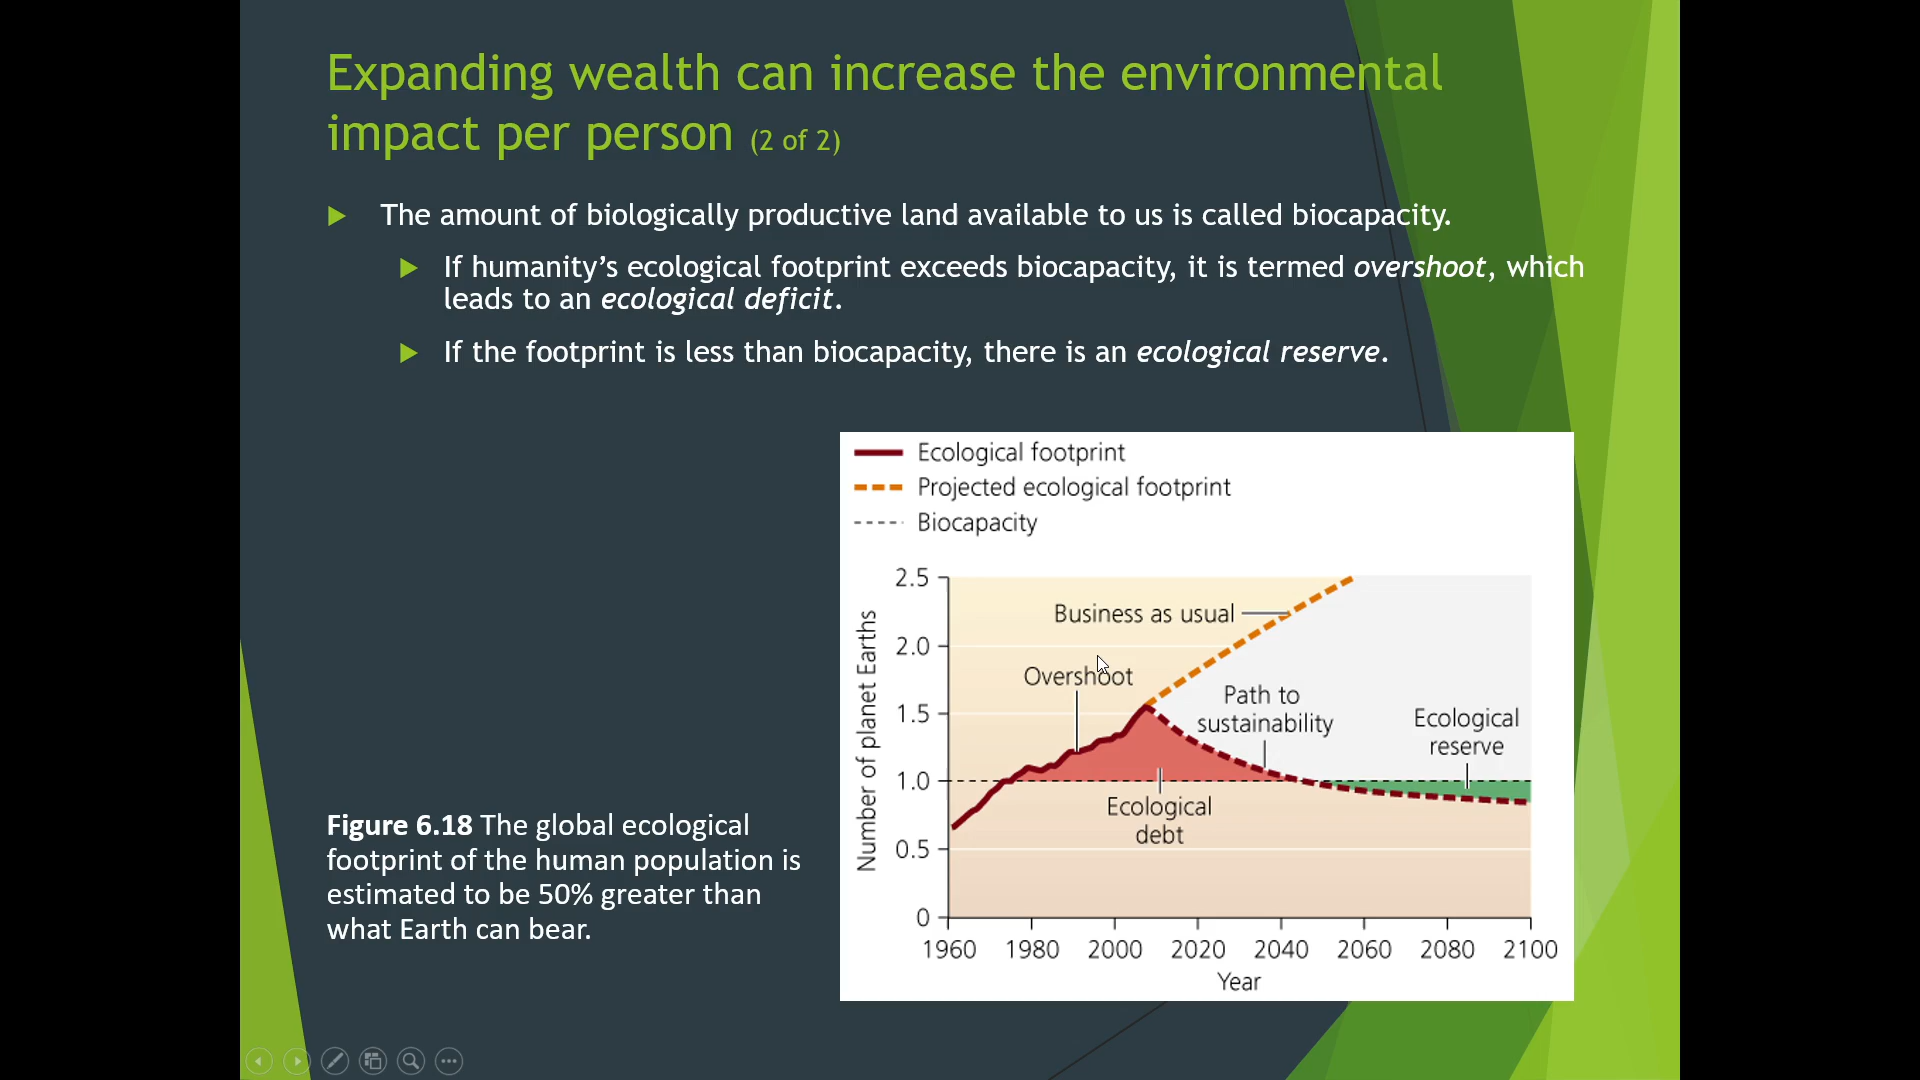 Expanding wealth can increase the environmental
impact per person (2 of 2)
The amount of biologically productive land available to us is called biocapacity.
If humanity’s ecological footprint exceeds biocapacity, it is termed overshoot, which
leads to an ecological deficit.
If the footprint is less than biocapacity, there is an ecological reserve.
Figure 6.18 The global ecological
footprint of the human population is
estimated to be 50% greater than
what Earth can bear.
Ecological footprint
Projected ecological footprint
Biocapacity
Number of planet Earths
2.5
2.0
1.5
1.0
0.5
0
Business as usual
Overshoot
Path to
sustainability
Ecological
reserve
Ecological
debt
1960 1980 2000 2020 2040 2060 2080 2100
Year